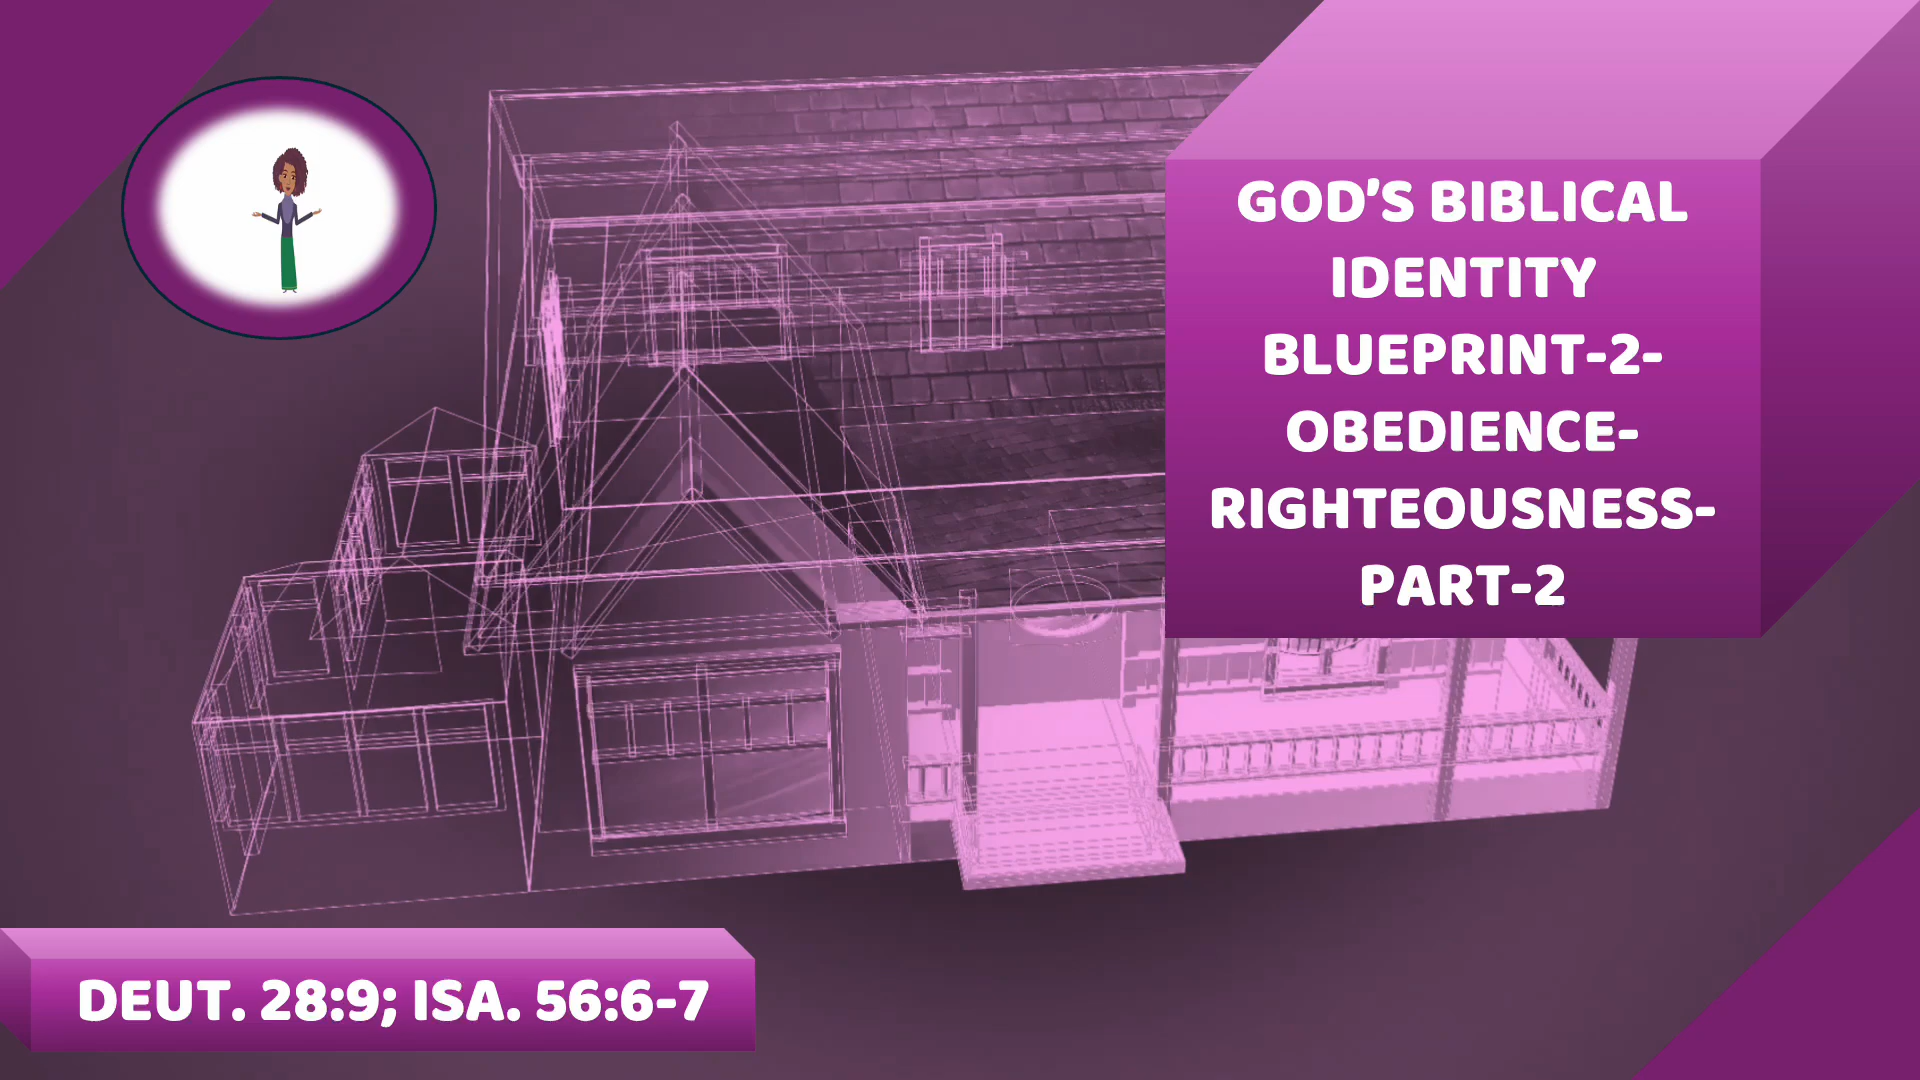 GOD'S BIBLICAL
IDENTITY
BLUEPRINT-2-
OBEDIENCE-
RIGHTEOUSNESS-
PART-2
DEUT. 28:9; ISA. 56:6-7